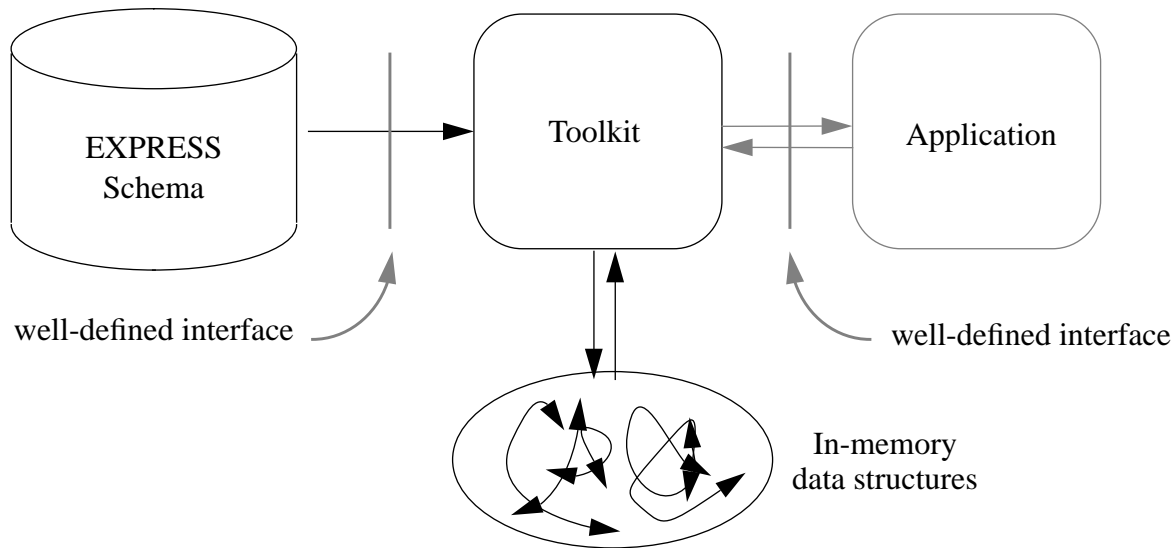 EXPRESS
Schema
Toolkit
Application
well-defined interface
well-defined interface
In-memory
data structures